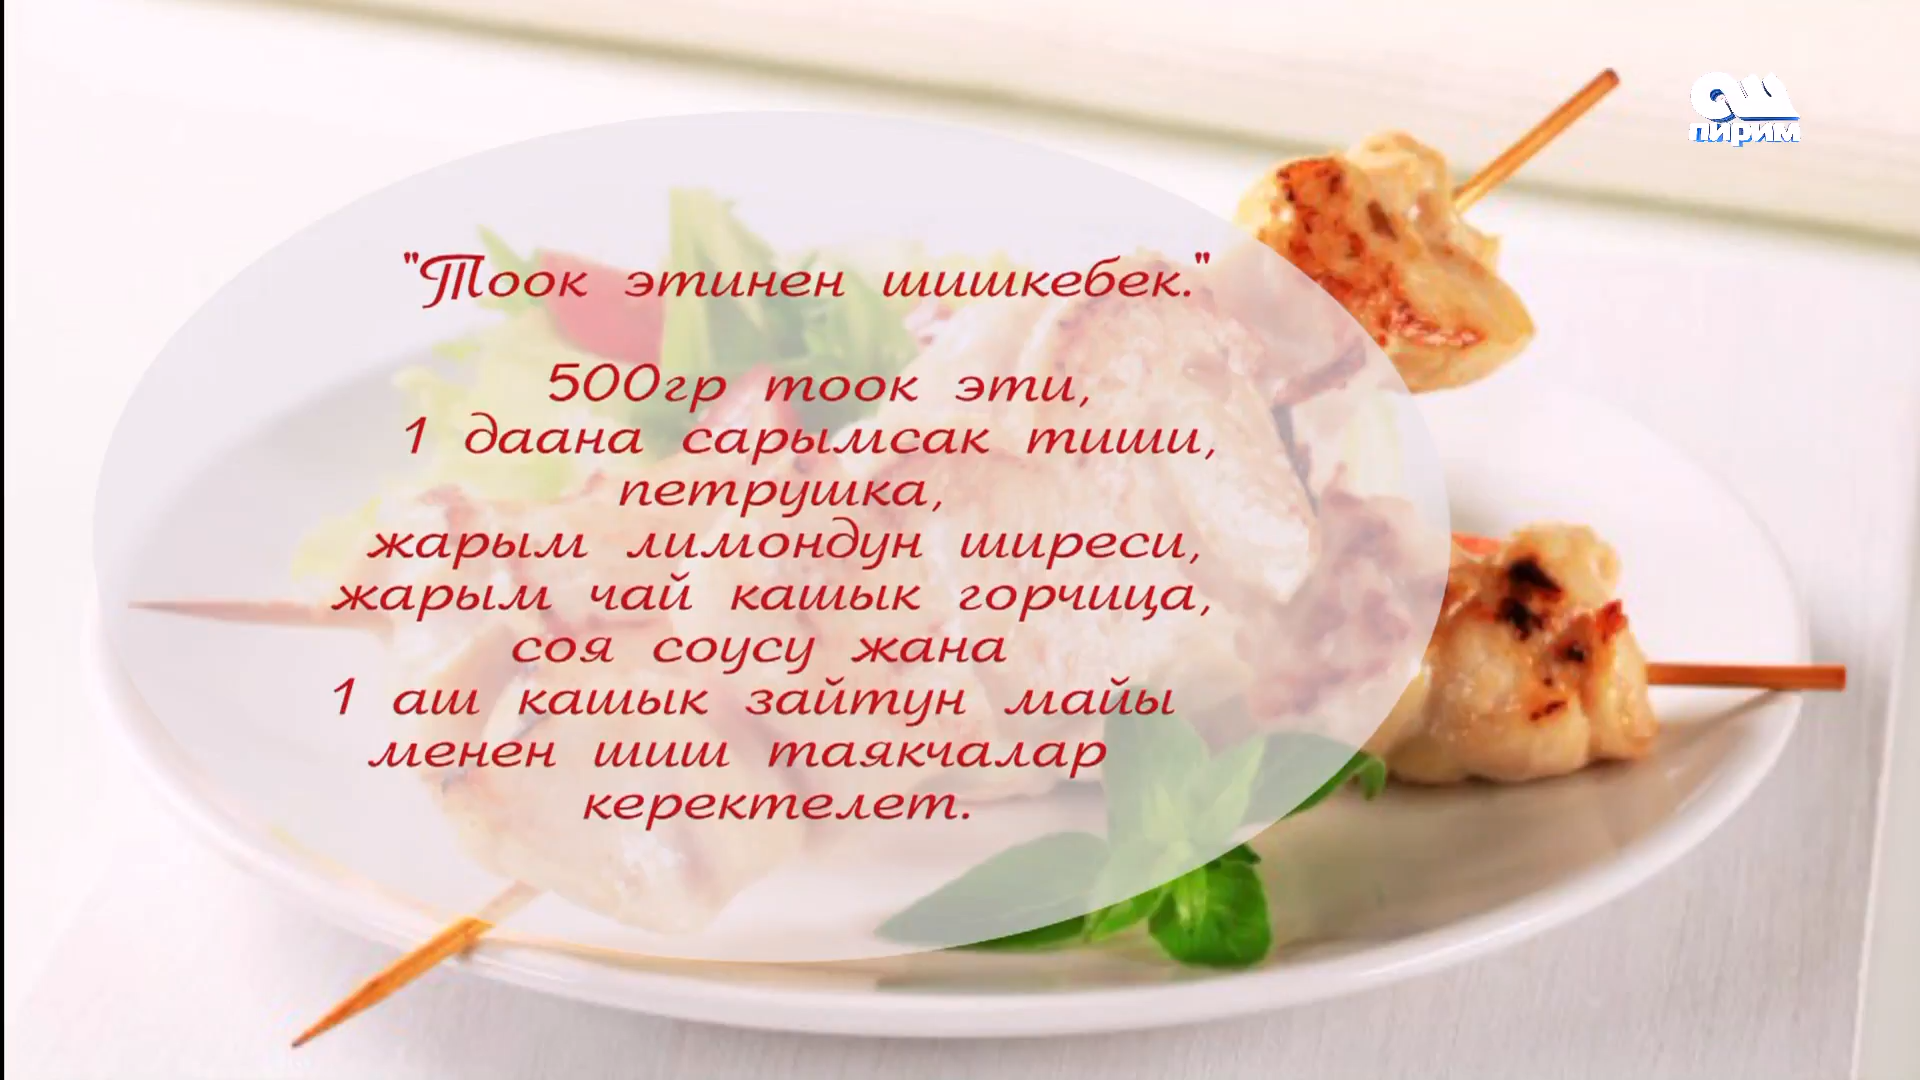 ОШ
ПИРИМ
"Тоок этинен шишкебек."
500гр тоок эти,
1 даана сарымсак тиши,
петрушка,
жарым лимондун ширеси,
жарым чай кашык горчица,
соя соусу жана
1 аш кашык зайтун майы
менен шиш таякчалар
керектелет.